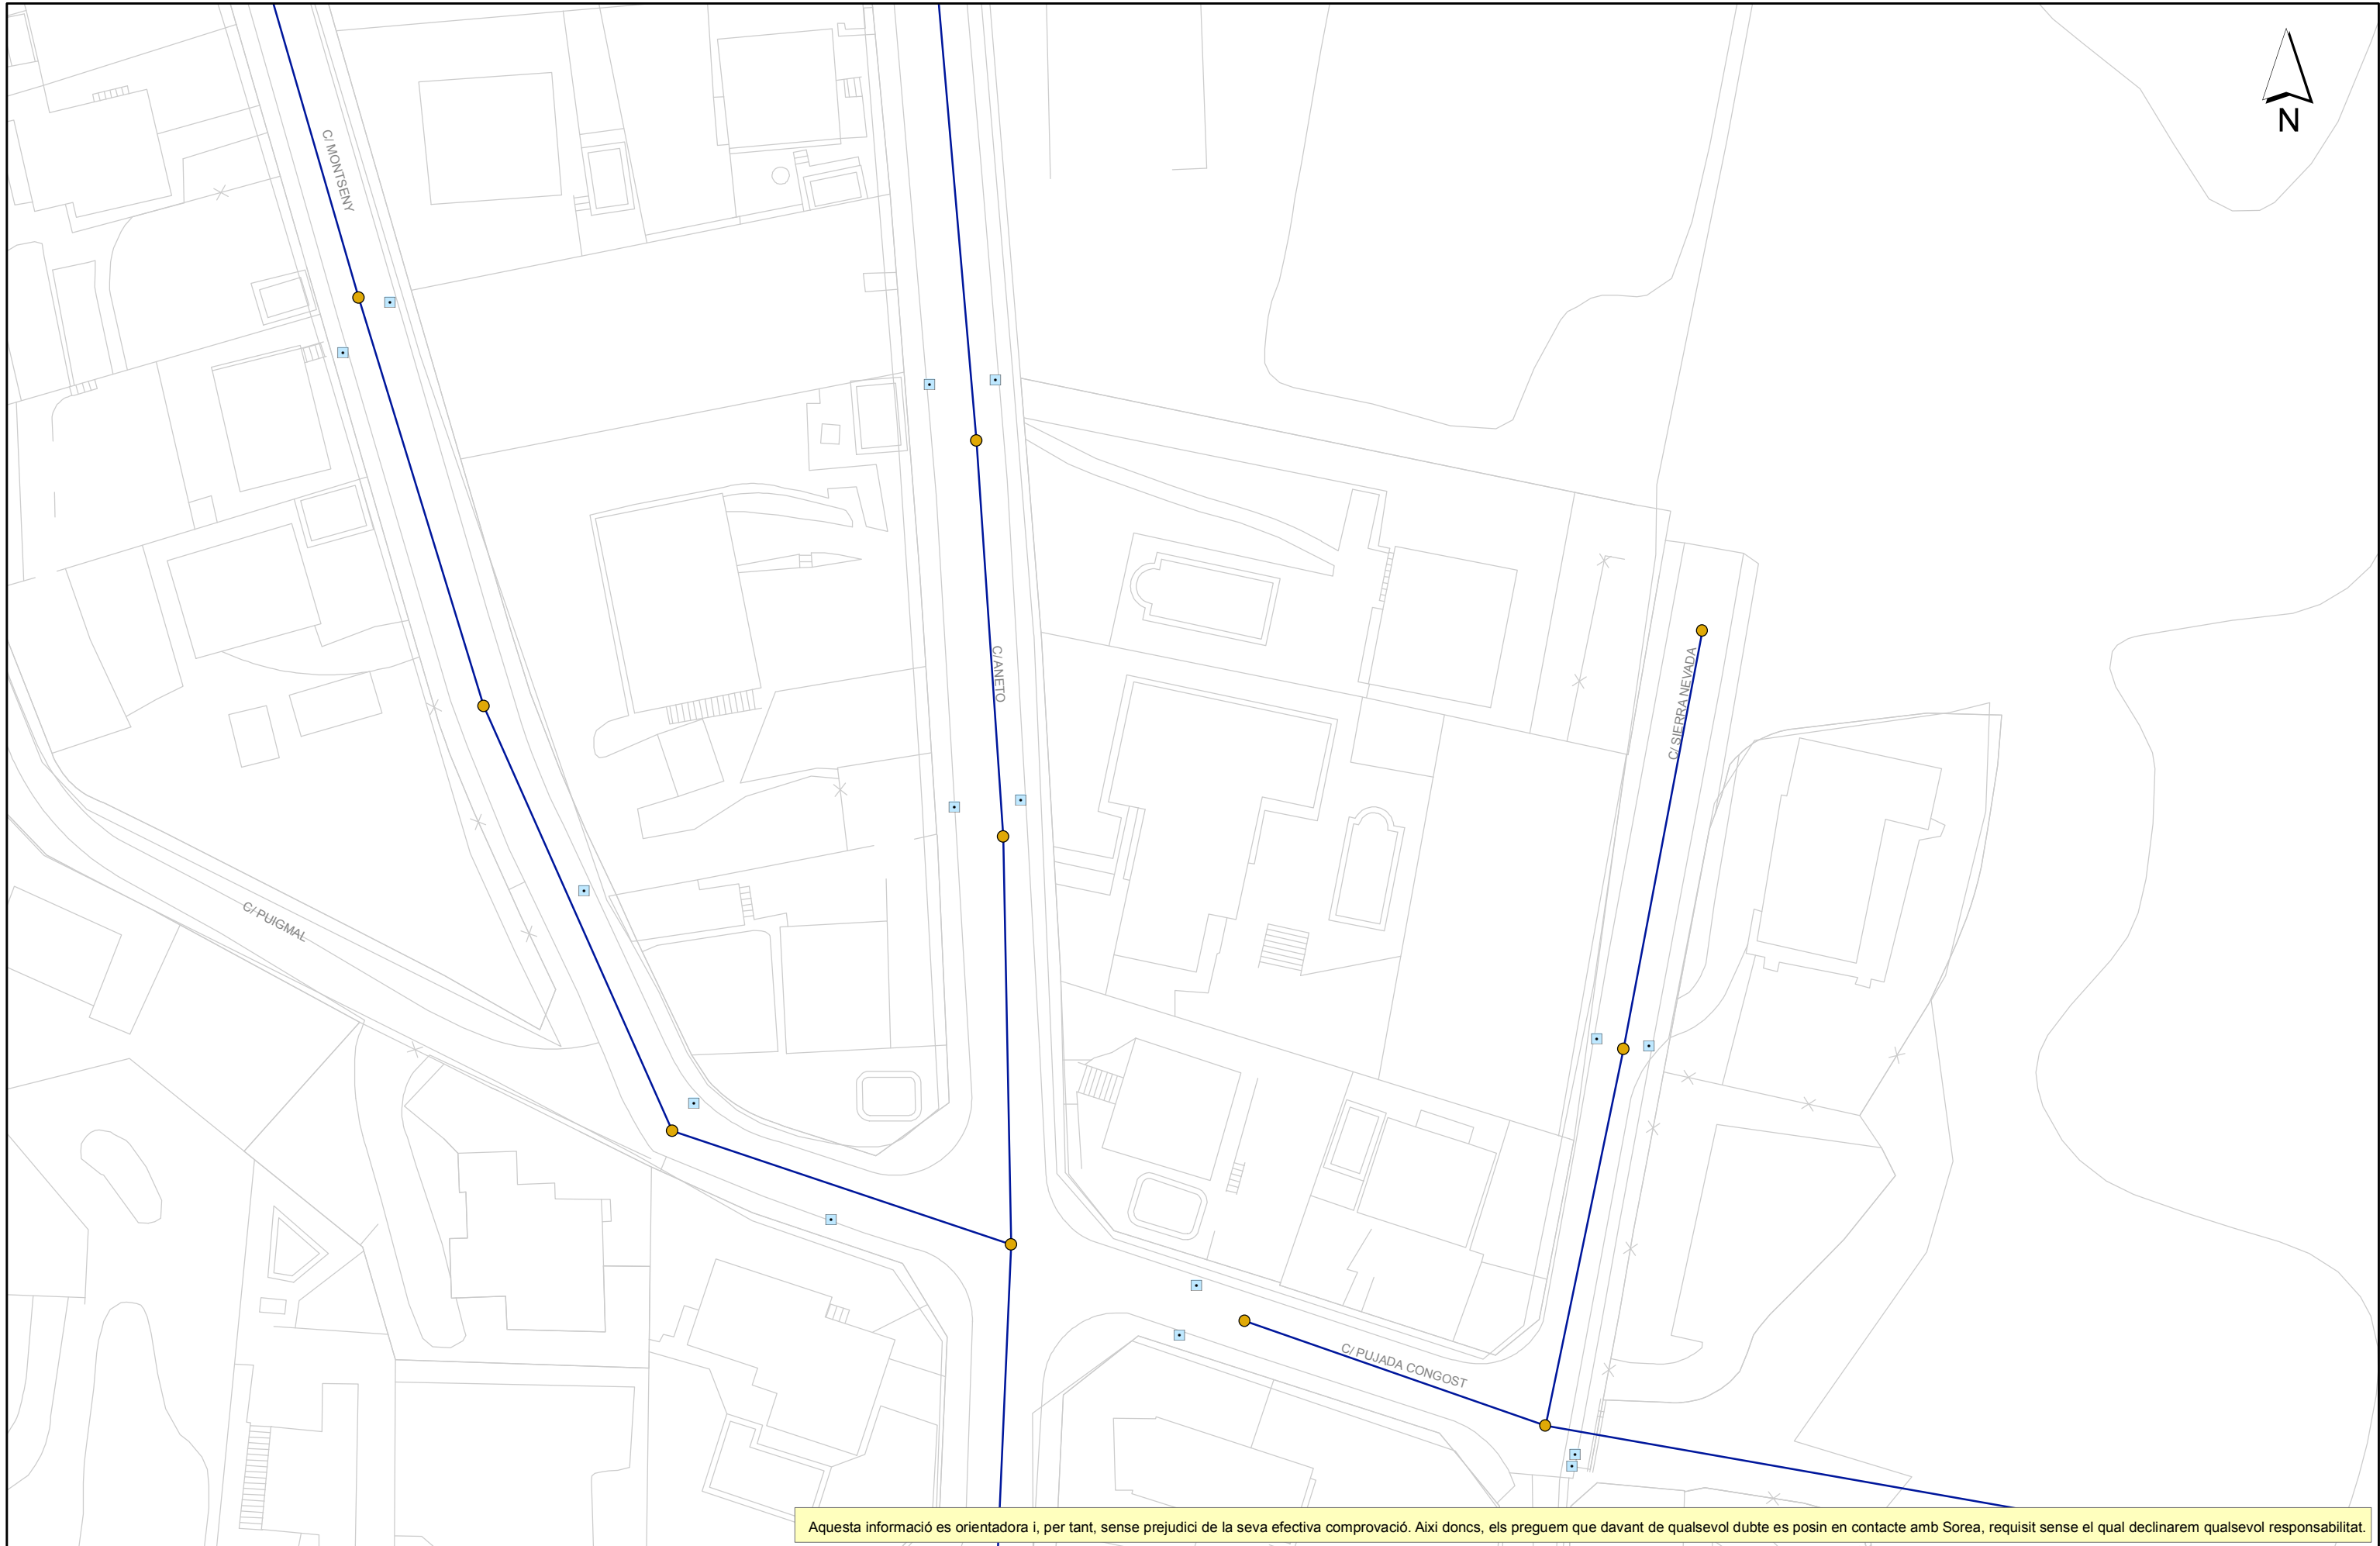 N
C/ MONTSENY
C/ ANETO
C/ SIERRA NEVADA
C/ PUIGMAL
C/ PUJADA CONGOST
Aquesta informació es orientadora i, per tant, sense prejudici de la seva efectiva comprovació. Aixi doncs, els preguem que davant de qualsevol dubte es posin en contacte amb Sorea, requisit sense el qual declinarem qualsevol responsabilitat.